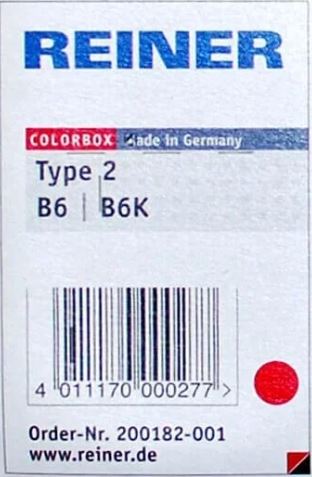 REINER
COLORBOX Made in Germany
Type 2
B6 | B6K
4 011170 000277 >
Order-Nr. 200182-001
www.reiner.de